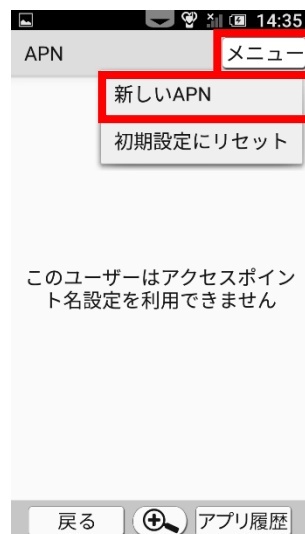 14:35
APN
メニュー
新しいAPN
初期設定にリセット
このユーザーはアクセスポイン
ト名設定を利用できません
戻る
アプリ履歴